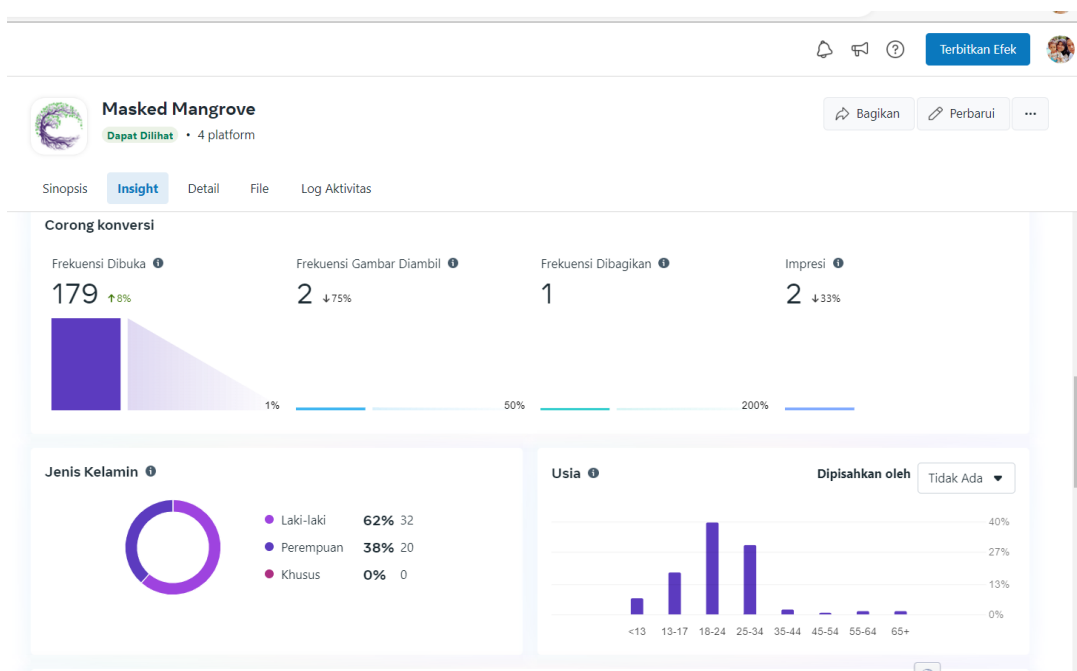 Terbitkan Efek
Masked Mangrove
Dapat Dilihat • 4 platform
Bagikan
Perbarui
Sinopsis
Insight
Detail
File
Log Aktivitas
Corong konversi
Frekuensi Dibuka
179 ↑8%
1%
Frekuensi Gambar Diambil
2 ↓75%
50%
Frekuensi Dibagikan
1
200%
Impresi
2 ↓33%
Jenis Kelamin
Laki-laki 62% 32
Perempuan 38% 20
Khusus 0% 0
Usia
Dipisahkan oleh
Tidak Ada
40%
27%
13%
0%
<13 13-17 18-24 25-34 35-44 45-54 55-64 65+